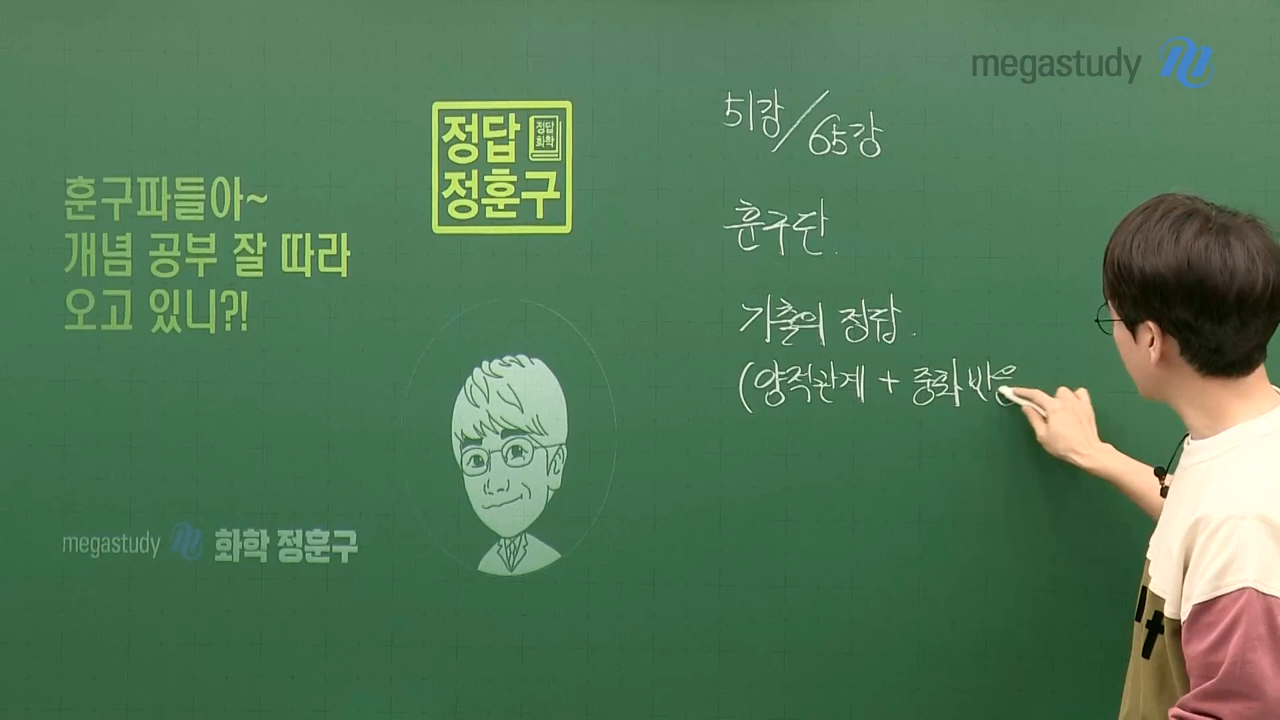 megastudy
정답
정답
화학
정훈구
훈구파들아~
개념 공부 잘 따라
오고 있니?!
megastudy 화학 정훈구
51강/65강
훈구단.
기출의 정답.
(양적관계 + 중화반응